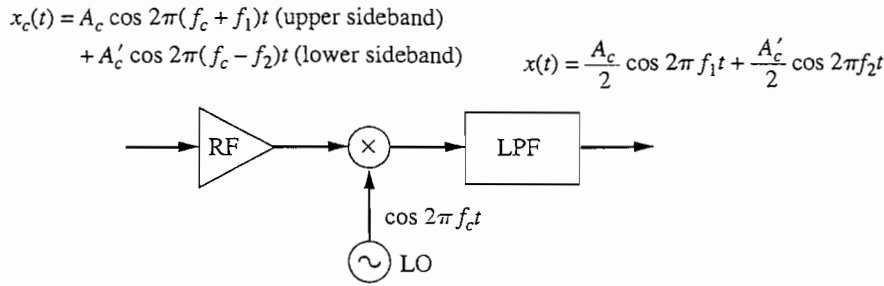 x_c(t) = A_c cos 2π(f_c + f_1)t (upper sideband)
+ A_c′ cos 2π(f_c − f_2)t (lower sideband)
x(t) = A_c/2 cos 2π f_1t + A_c′/2 cos 2πf_2t
RF
×
LPF
cos 2π f_ct
LO